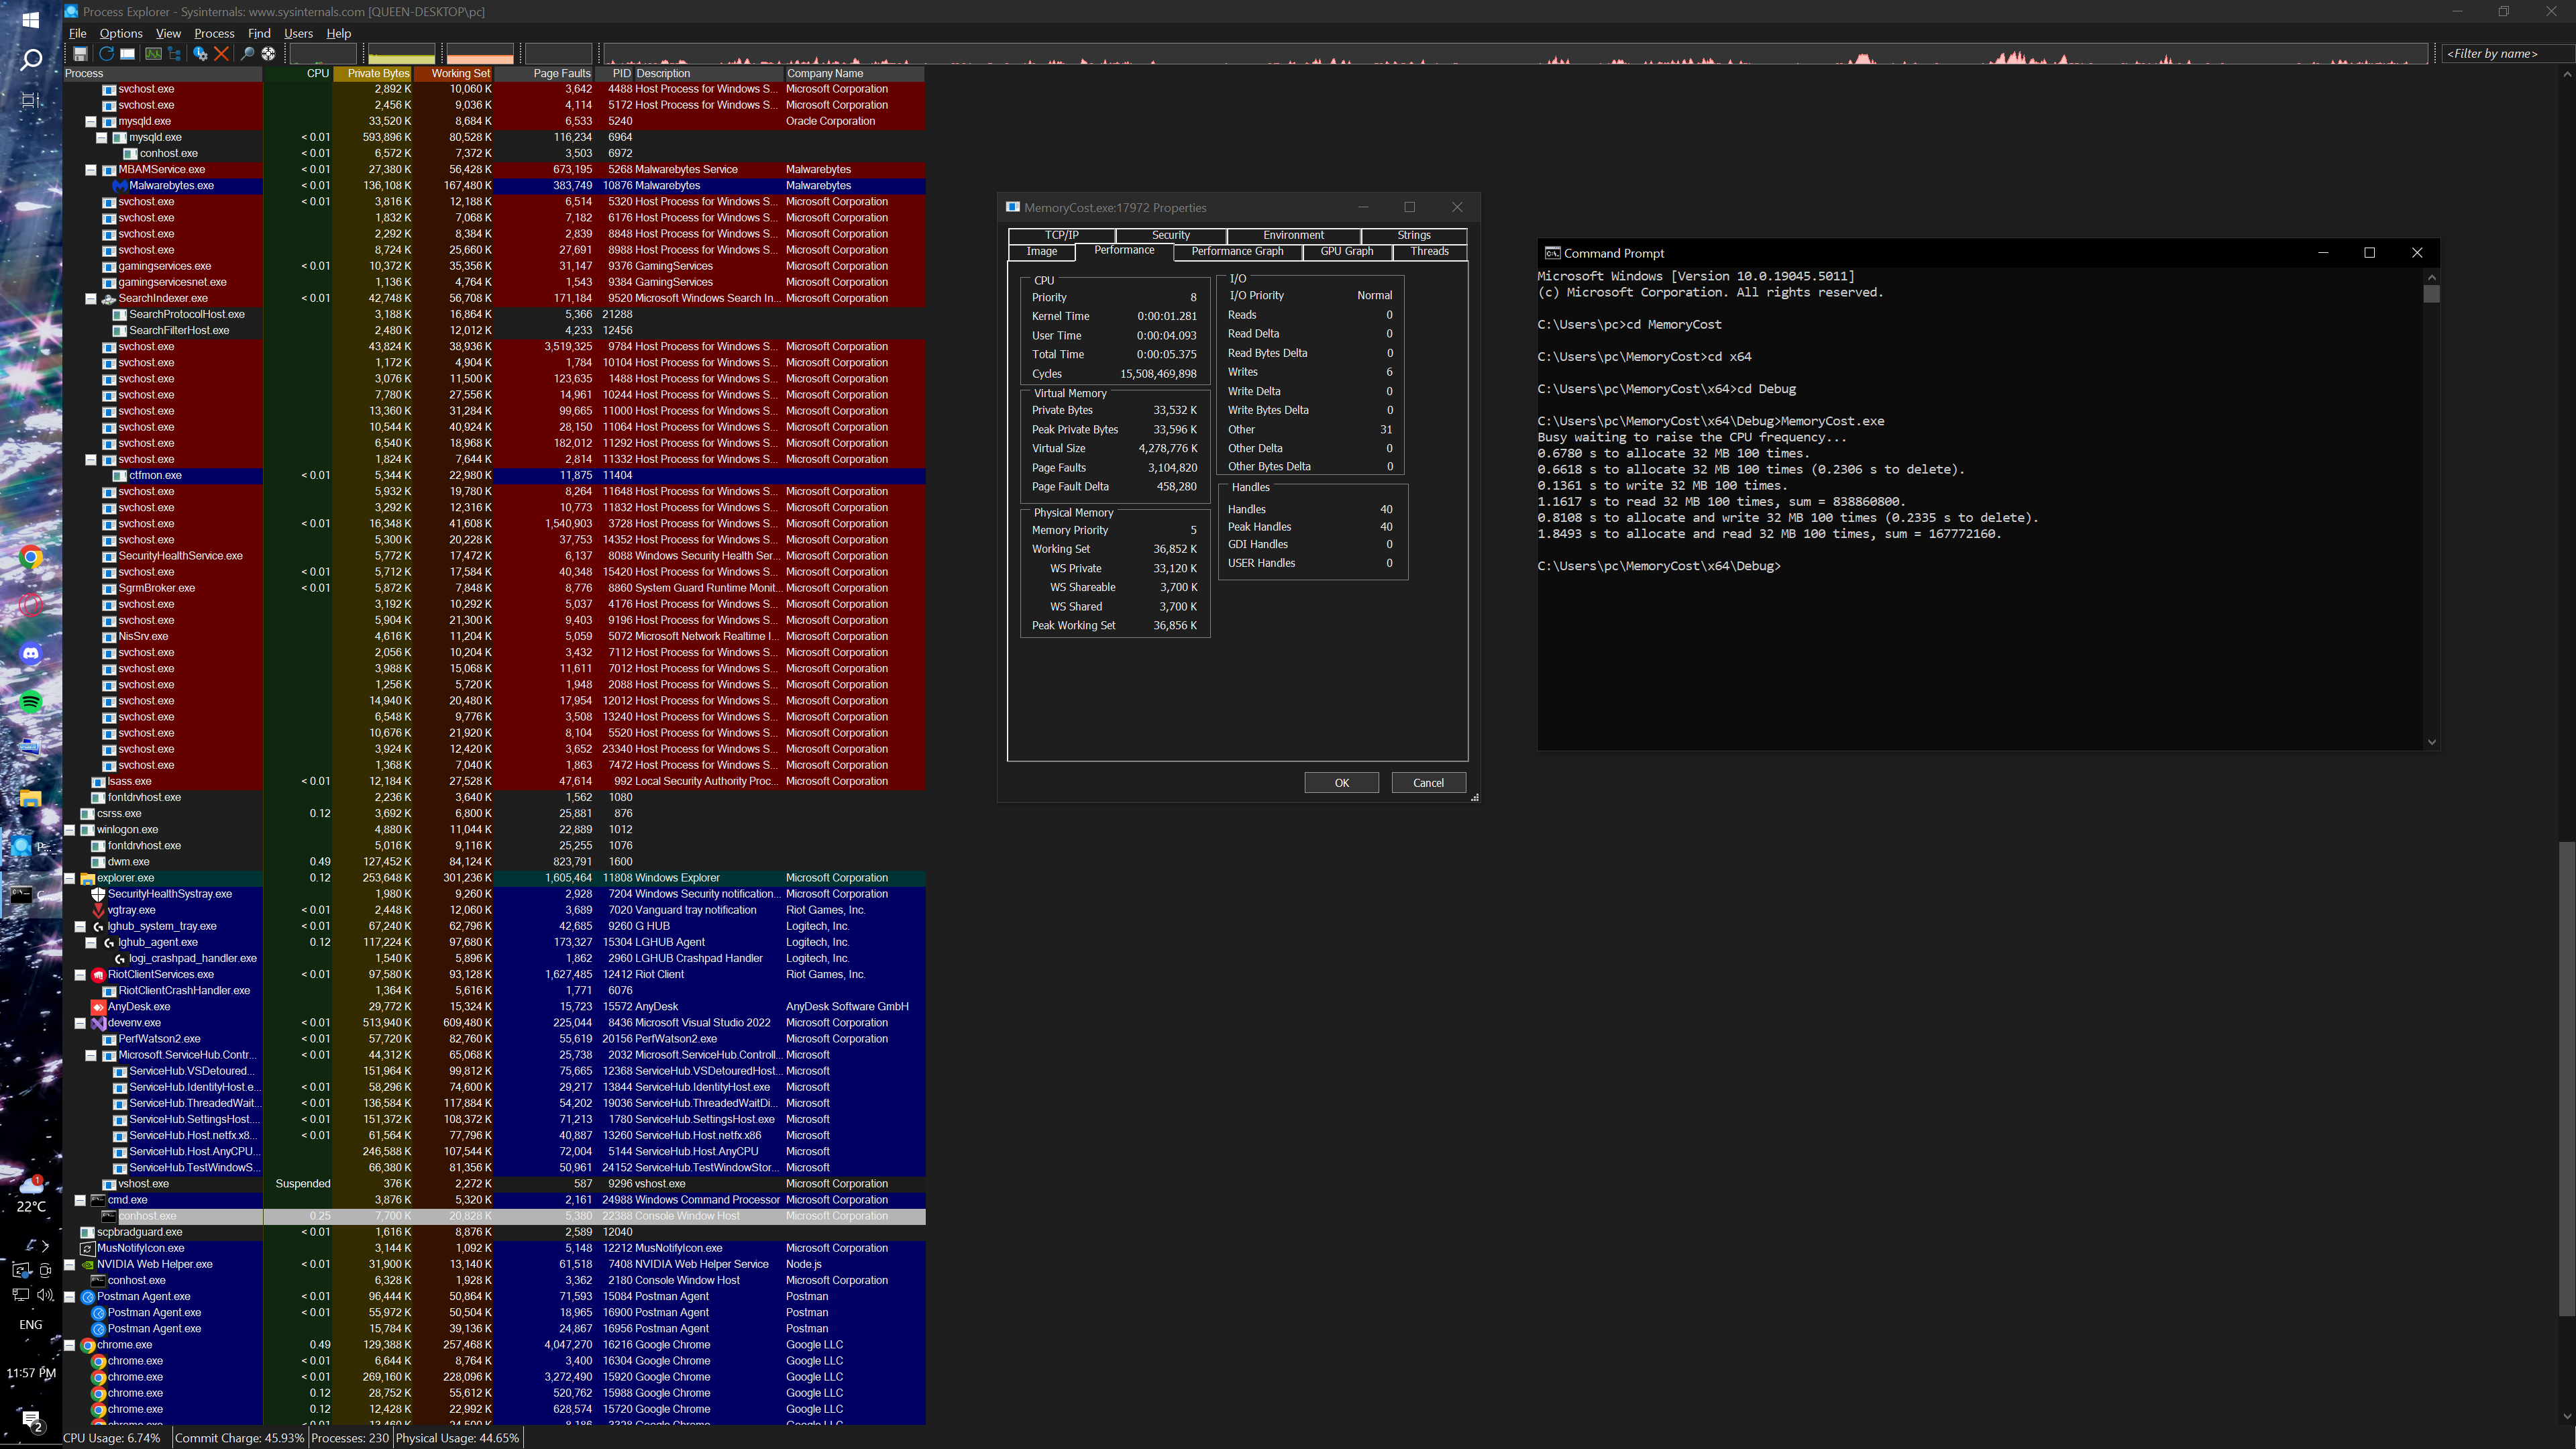 Process Explorer - Sysinternals: www.sysinternals.com [QUEEN-DESKTOP\pc]
File Options View Process Find Users Help
<Filter by name>
Process CPU Private Bytes Working Set Page Faults PID Description Company Name
svchost.exe 2,892 K 10,060 K 3,642 4488 Host Process for Windows S... Microsoft Corporation
svchost.exe 2,456 K 9,036 K 4,114 5172 Host Process for Windows S... Microsoft Corporation
mysqld.exe 33,520 K 8,684 K 6,533 5240 Oracle Corporation
mysqld.exe < 0.01 593,896 K 80,528 K 116,234 6964
conhost.exe < 0.01 6,572 K 7,372 K 3,503 6972
MBAMService.exe < 0.01 27,380 K 56,428 K 673,195 5268 Malwarebytes Service Malwarebytes
Malwarebytes.exe < 0.01 136,108 K 167,480 K 383,749 10876 Malwarebytes Malwarebytes
svchost.exe < 0.01 3,816 K 12,188 K 6,514 5320 Host Process for Windows S... Microsoft Corporation
svchost.exe 1,832 K 7,068 K 7,182 6176 Host Process for Windows S... Microsoft Corporation
svchost.exe 2,292 K 8,384 K 2,839 8848 Host Process for Windows S... Microsoft Corporation
svchost.exe 8,724 K 25,660 K 27,691 8988 Host Process for Windows S... Microsoft Corporation
gamingservices.exe < 0.01 10,372 K 35,356 K 31,147 9376 GamingServices
gamingservicesnet.exe 1,136 K 4,764 K 1,543 9384 GamingServices
SearchIndexer.exe < 0.01 42,748 K 56,708 K 171,184 9520 Microsoft Windows Search In... Microsoft Corporation
SearchProtocolHost.exe 3,188 K 16,864 K 5,366 21288
SearchFilterHost.exe 2,480 K 12,012 K 4,233 12456
svchost.exe 43,824 K 38,936 K 3,519,325 9784 Host Process for Windows S... Microsoft Corporation
svchost.exe 1,172 K 4,904 K 1,784 10104 Host Process for Windows S... Microsoft Corporation
svchost.exe 3,076 K 11,500 K 123,635 1488 Host Process for Windows S... Microsoft Corporation
svchost.exe 7,780 K 27,556 K 14,961 10244 Host Process for Windows S... Microsoft Corporation
svchost.exe 13,360 K 31,284 K 99,665 11000 Host Process for Windows S... Microsoft Corporation
svchost.exe 10,544 K 40,924 K 28,150 11064 Host Process for Windows S... Microsoft Corporation
svchost.exe 6,540 K 18,968 K 182,012 11292 Host Process for Windows S... Microsoft Corporation
svchost.exe 1,824 K 7,644 K 2,814 11332 Host Process for Windows S... Microsoft Corporation
ctfmon.exe < 0.01 5,344 K 22,980 K 11,875 11404
svchost.exe 5,932 K 19,780 K 8,264 11648 Host Process for Windows S... Microsoft Corporation
svchost.exe 3,292 K 12,316 K 10,773 11832 Host Process for Windows S... Microsoft Corporation
svchost.exe < 0.01 16,348 K 41,608 K 1,540,903 3728 Host Process for Windows S... Microsoft Corporation
svchost.exe 5,300 K 20,228 K 37,753 14352 Host Process for Windows S... Microsoft Corporation
SecurityHealthService.exe 5,772 K 17,472 K 6,137 8088 Windows Security Health Ser... Microsoft Corporation
svchost.exe < 0.01 5,712 K 17,584 K 40,348 15420 Host Process for Windows S... Microsoft Corporation
SgrmBroker.exe < 0.01 5,872 K 7,848 K 8,776 8860 System Guard Runtime Monit... Microsoft Corporation
svchost.exe 3,192 K 10,292 K 5,037 4176 Host Process for Windows S... Microsoft Corporation
svchost.exe 5,904 K 21,300 K 9,403 9196 Host Process for Windows S... Microsoft Corporation
NisSrv.exe 4,616 K 11,204 K 5,059 5072 Microsoft Network Realtime I... Microsoft Corporation
svchost.exe 2,056 K 10,204 K 3,432 7112 Host Process for Windows S... Microsoft Corporation
svchost.exe 3,988 K 15,068 K 11,611 7012 Host Process for Windows S... Microsoft Corporation
svchost.exe 1,256 K 5,720 K 1,948 2088 Host Process for Windows S... Microsoft Corporation
svchost.exe 14,940 K 20,480 K 17,954 12012 Host Process for Windows S... Microsoft Corporation
svchost.exe 6,548 K 9,776 K 3,508 13240 Host Process for Windows S... Microsoft Corporation
svchost.exe 10,676 K 21,920 K 8,104 5520 Host Process for Windows S... Microsoft Corporation
svchost.exe 3,924 K 12,420 K 3,652 23340 Host Process for Windows S... Microsoft Corporation
svchost.exe 1,368 K 7,040 K 1,863 7472 Host Process for Windows S... Microsoft Corporation
lsass.exe < 0.01 12,184 K 27,528 K 47,614 992 Local Security Authority Proc... Microsoft Corporation
fontdrvhost.exe 2,236 K 3,640 K 1,562 1080
csrss.exe 0.12 3,692 K 6,800 K 25,881 876
winlogon.exe 4,880 K 11,044 K 22,889 1012
fontdrvhost.exe 5,016 K 9,116 K 25,255 1076
dwm.exe 0.49 127,452 K 84,124 K 823,791 1600
explorer.exe 0.12 253,648 K 301,236 K 1,605,464 11808 Windows Explorer Microsoft Corporation
SecurityHealthSystray.exe 1,980 K 9,260 K 2,928 7204 Windows Security notification... Microsoft Corporation
vgtray.exe < 0.01 2,448 K 12,060 K 3,689 7020 Vanguard tray notification Riot Games, Inc.
lghub_system_tray.exe < 0.01 67,240 K 62,796 K 42,685 9260 G HUB Logitech, Inc.
lghub_agent.exe 0.12 117,224 K 97,680 K 173,327 15304 LGHUB Agent Logitech, Inc.
logi_crashpad_handler.exe 1,540 K 5,896 K 1,862 2960 LGHUB Crashpad Handler Logitech, Inc.
RiotClientServices.exe < 0.01 97,580 K 93,128 K 1,627,485 12412 Riot Client Riot Games, Inc.
RiotClientCrashHandler.exe 1,364 K 5,616 K 1,771 6076
AnyDesk.exe 29,772 K 15,324 K 15,723 15572 AnyDesk AnyDesk Software GmbH
devenv.exe < 0.01 513,940 K 609,480 K 225,044 8436 Microsoft Visual Studio 2022 Microsoft Corporation
PerfWatson2.exe < 0.01 57,720 K 82,760 K 55,619 20156 PerfWatson2.exe Microsoft Corporation
Microsoft.ServiceHub.Contr... < 0.01 44,312 K 65,068 K 25,738 2032 Microsoft.ServiceHub.Controll... Microsoft
ServiceHub.VSDetoured... 151,964 K 99,812 K 75,665 12368 ServiceHub.VSDetouredHost... Microsoft
ServiceHub.IdentityHost.e... < 0.01 58,296 K 74,600 K 29,217 13844 ServiceHub.IdentityHost.exe Microsoft
ServiceHub.ThreadedWait... < 0.01 136,584 K 117,884 K 54,202 19036 ServiceHub.ThreadedWaitDi... Microsoft
ServiceHub.SettingsHost.... < 0.01 151,372 K 108,372 K 71,213 1780 ServiceHub.SettingsHost.exe Microsoft
ServiceHub.Host.netfx.x8... < 0.01 61,564 K 77,796 K 40,887 13260 ServiceHub.Host.netfx.x86 Microsoft
ServiceHub.Host.AnyCPU... 246,588 K 107,544 K 72,004 5144 ServiceHub.Host.AnyCPU Microsoft
ServiceHub.TestWindowS... 66,380 K 81,356 K 50,961 24152 ServiceHub.TestWindowStor... Microsoft
vshost.exe Suspended 376 K 2,272 K 587 9296 vshost.exe Microsoft Corporation
cmd.exe 3,876 K 5,320 K 2,161 24988 Windows Command Processor Microsoft Corporation
conhost.exe 0.25 7,700 K 20,828 K 5,380 22388 Console Window Host Microsoft Corporation
scpbradguard.exe < 0.01 1,616 K 8,876 K 2,589 12040
MusNotifyIcon.exe 3,144 K 1,092 K 5,148 12212 MusNotifyIcon.exe Microsoft Corporation
NVIDIA Web Helper.exe < 0.01 31,900 K 13,140 K 61,518 7408 NVIDIA Web Helper Service Node.js
conhost.exe 6,328 K 1,928 K 3,362 2180 Console Window Host Microsoft Corporation
Postman Agent.exe < 0.01 96,444 K 50,864 K 71,593 15084 Postman Agent Postman
Postman Agent.exe < 0.01 55,972 K 50,504 K 18,965 16900 Postman Agent Postman
Postman Agent.exe 15,784 K 39,136 K 24,867 16956 Postman Agent Postman
chrome.exe 0.49 129,388 K 257,468 K 4,047,270 16216 Google Chrome Google LLC
chrome.exe < 0.01 6,644 K 8,764 K 3,400 16304 Google Chrome Google LLC
chrome.exe < 0.01 269,160 K 228,096 K 3,272,490 15920 Google Chrome Google LLC
chrome.exe 0.12 28,752 K 55,612 K 520,762 15988 Google Chrome Google LLC
chrome.exe 0.12 12,428 K 22,992 K 628,574 15720 Google Chrome Google LLC
CPU Usage: 6.74% Commit Charge: 45.93% Processes: 230 Physical Usage: 44.65%
MemoryCost.exe:17972 Properties
TCP/IP Security Environment Strings
Image Performance Performance Graph GPU Graph Threads
CPU
Priority 8
Kernel Time 0:00:01.281
User Time 0:00:04.093
Total Time 0:00:05.375
Cycles 15,508,469,898
Virtual Memory
Private Bytes 33,532 K
Peak Private Bytes 33,596 K
Virtual Size 4,278,776 K
Page Faults 3,104,820
Page Fault Delta 458,280
Physical Memory
Memory Priority 5
Working Set 36,852 K
WS Private 33,120 K
WS Shareable 3,700 K
WS Shared 3,700 K
Peak Working Set 36,856 K
I/O
I/O Priority Normal
Reads 0
Read Delta 0
Read Bytes Delta 0
Writes 6
Write Delta 0
Write Bytes Delta 0
Other 31
Other Delta 0
Other Bytes Delta 0
Handles
Handles 40
Peak Handles 40
GDI Handles 0
USER Handles 0
OK Cancel
Command Prompt
Microsoft Windows [Version 10.0.19045.5011]
(c) Microsoft Corporation. All rights reserved.
C:\Users\pc>cd MemoryCost
C:\Users\pc\MemoryCost>cd x64
C:\Users\pc\MemoryCost\x64>cd Debug
C:\Users\pc\MemoryCost\x64\Debug>MemoryCost.exe
Busy waiting to raise the CPU frequency...
0.6780 s to allocate 32 MB 100 times.
0.6618 s to allocate 32 MB 100 times (0.2306 s to delete).
0.1361 s to write 32 MB 100 times.
1.1617 s to read 32 MB 100 times, sum = 838860800.
0.8108 s to allocate and write 32 MB 100 times (0.2335 s to delete).
1.8493 s to allocate and read 32 MB 100 times, sum = 167772160.
C:\Users\pc\MemoryCost\x64\Debug>
P...
C...
1
22°C
ENG
11:57 PM
2